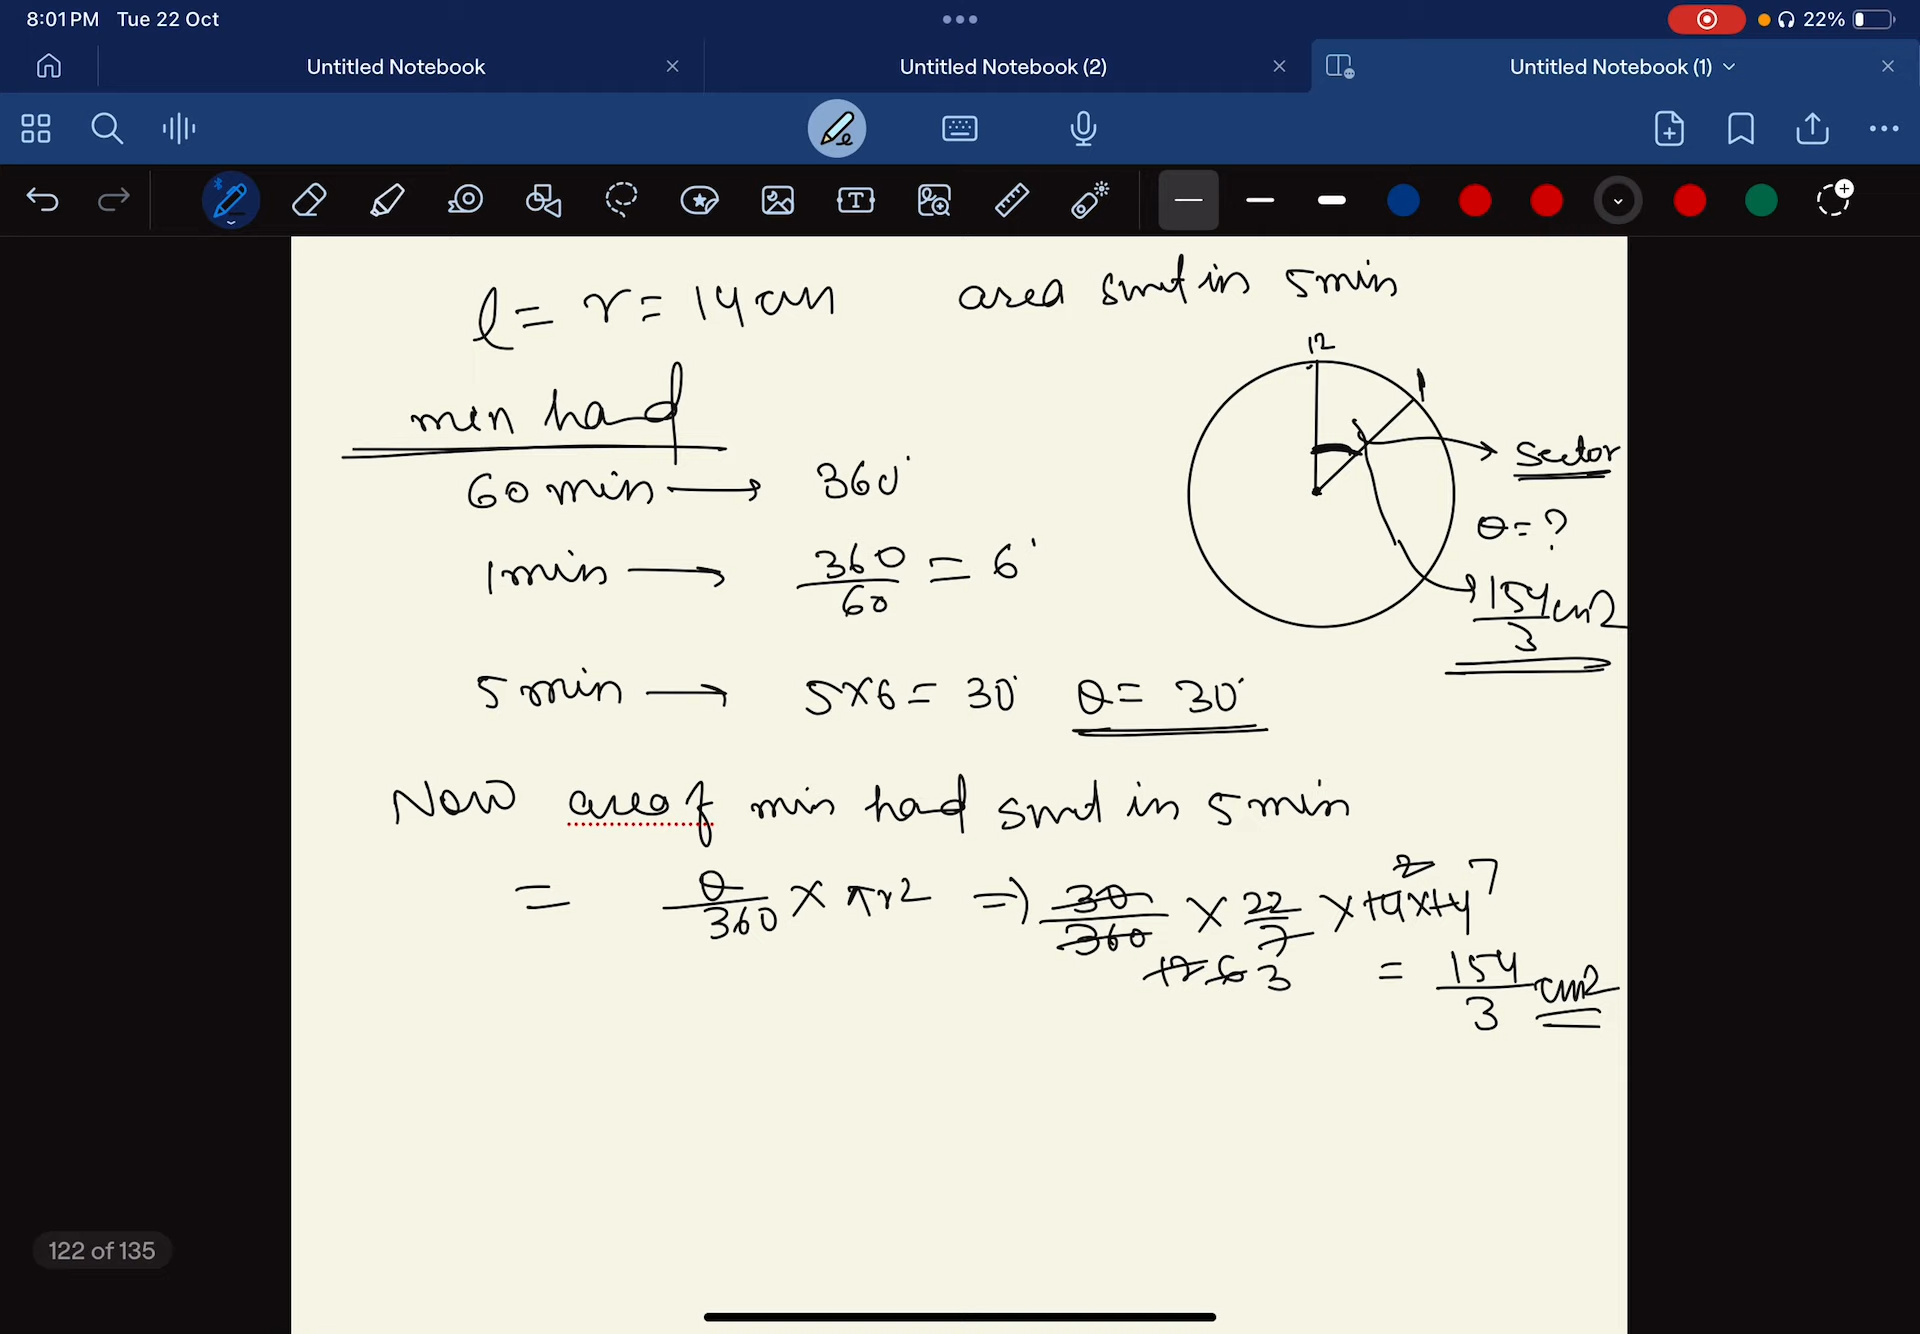 8:01 PM Tue 22 Oct
22%
Untitled Notebook
Untitled Notebook (2)
Untitled Notebook (1)
l = r = 14 cm area in 5 min
12
1
min hand
sector
60 min → 360°
θ = ?
1 min → 360/60 = 6°
154/3 cm2
5 min → 5×6 = 30° θ = 30°
Now area of min hand in 5 min
= θ/360 × πr2 ⇒ 30/360 × 22/7 × 14×14 2 7
12 6 3 = 154/3 cm2
122 of 135